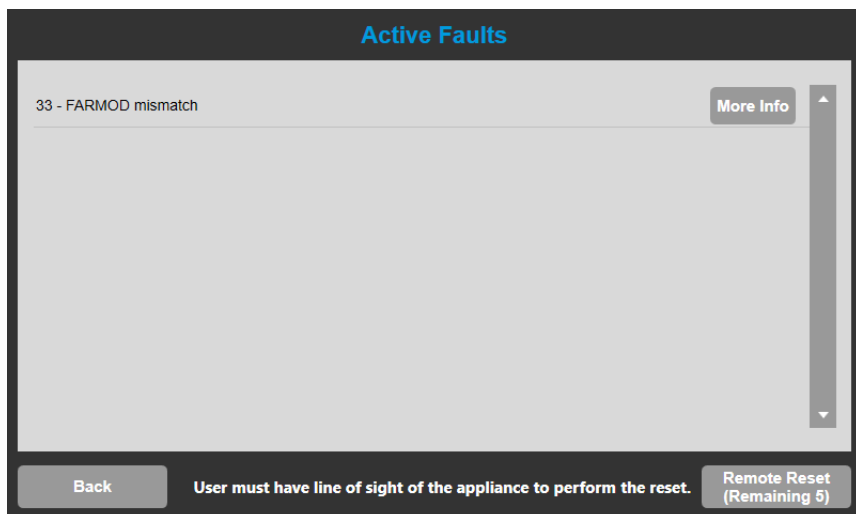 Active Faults
33 - FARMOD mismatch
More Info
Back
User must have line of sight of the appliance to perform the reset.
Remote Reset
(Remaining 5)